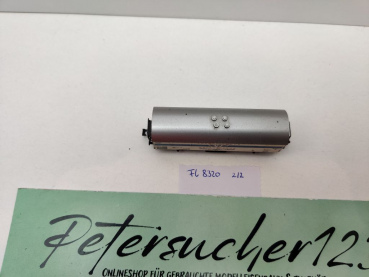 FL 8320 L12
Petersucher123
ONLINESHOP FÜR GEBRAUCHTE MODELLEISENBAHN &